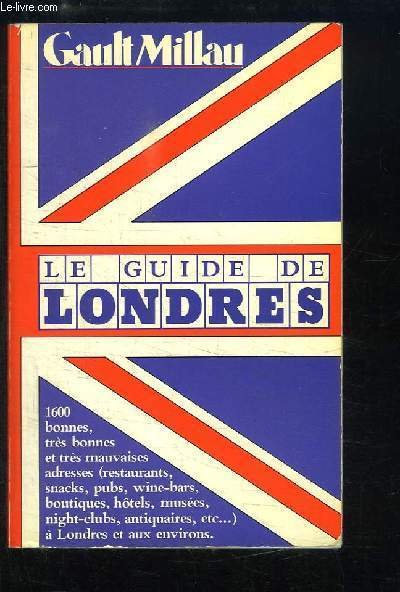 Le-livre.com
Gault Millau
LE GUIDE DE
LONDRES
1600
bonnes,
très bonnes
et très mauvaises
adresses (restaurants,
snacks, pubs, wine-bars,
boutiques, hôtels, musées,
night-clubs, antiquaires, etc...)
à Londres et aux environs.